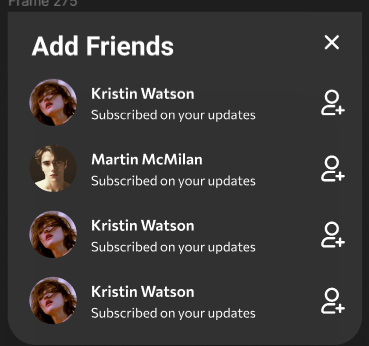 Frame 275
Add Friends
Kristin Watson
Subscribed on your updates
Martin McMilan
Subscribed on your updates
Kristin Watson
Subscribed on your updates
Kristin Watson
Subscribed on your updates